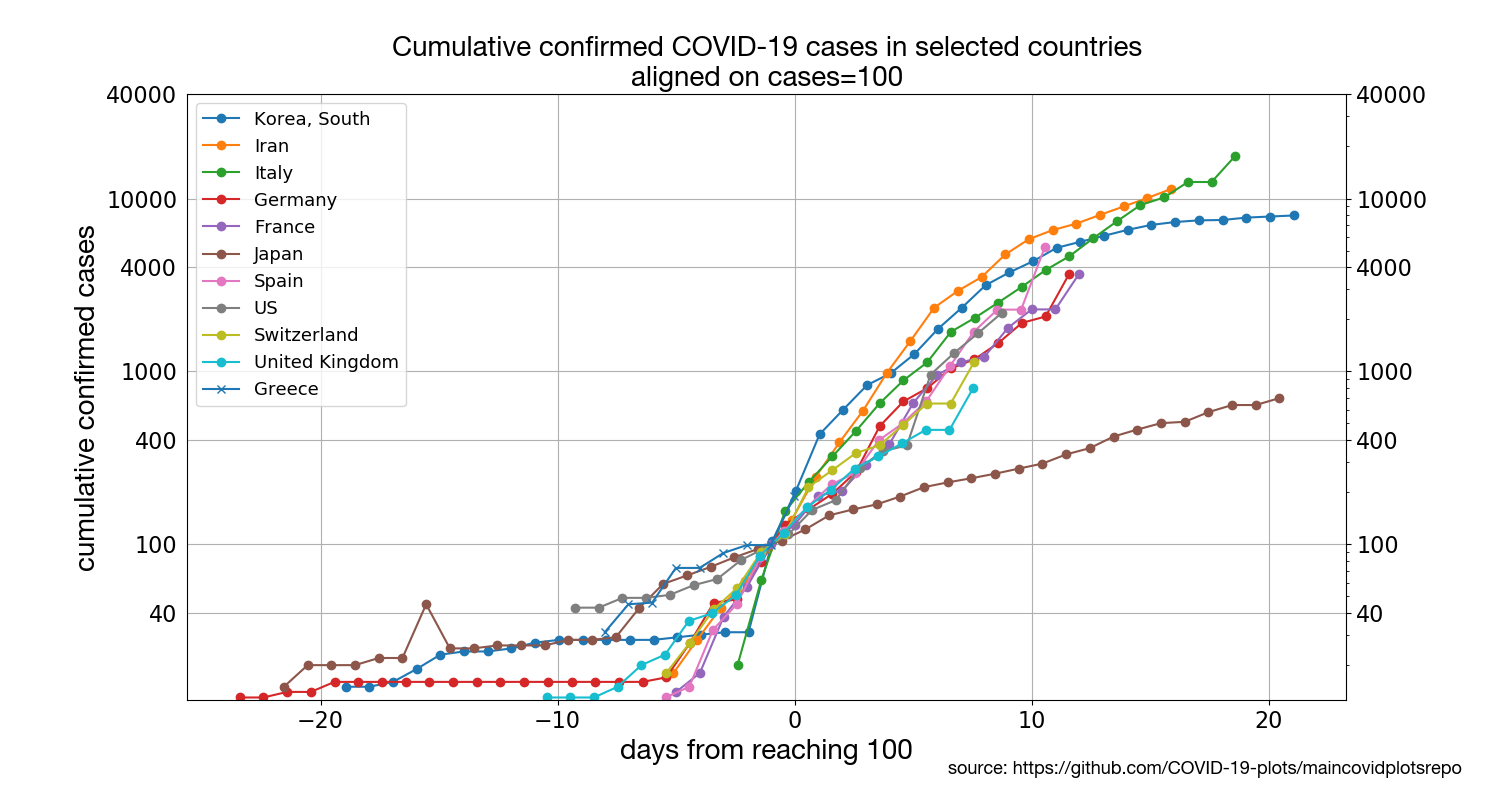 Cumulative confirmed COVID-19 cases in selected countries
aligned on cases=100
40000
10000
4000
1000
400
100
40
cumulative confirmed cases
Korea, South
Iran
Italy
Germany
France
Japan
Spain
US
Switzerland
United Kingdom
Greece
40000
10000
4000
1000
400
100
40
−20 −10 0 10 20
days from reaching 100
source: https://github.com/COVID-19-plots/maincovidplotsrepo